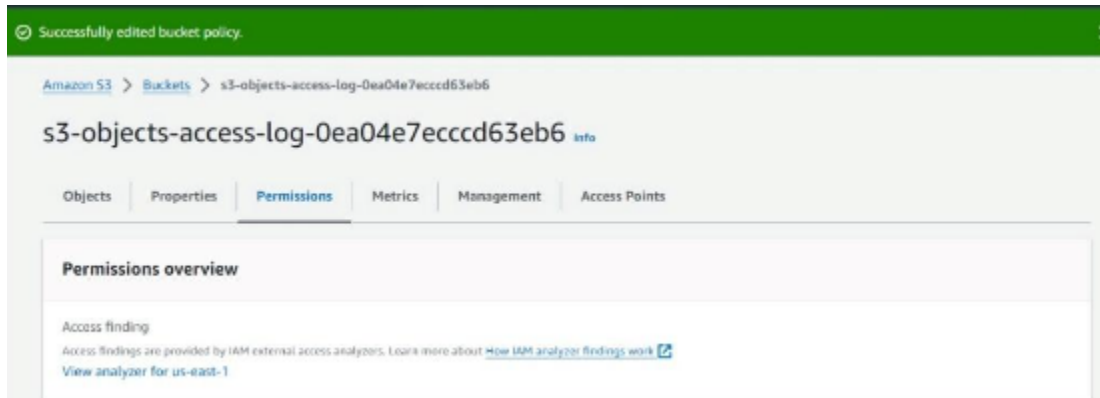 Successfully edited bucket policy.
Amazon S3 > Buckets > s3-objects-access-log-0ea04e7ecccd63eb6
s3-objects-access-log-0ea04e7ecccd63eb6 Info
Objects Properties Permissions Metrics Management Access Points
Permissions overview
Access finding
Access findings are provided by IAM external access analyzers. Learn more about How IAM analyzer findings work
View analyzer for us-east-1